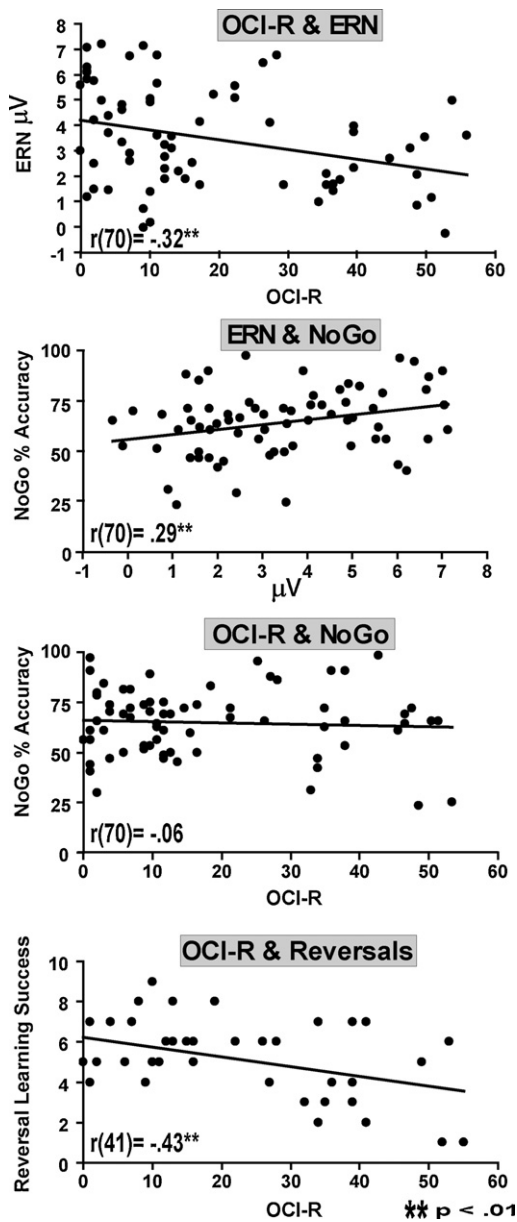 OCI-R & ERN
ERN µV
8
7
6
5
4
3
2
1
0
-1
r(70)= -.32**
0 10 20 30 40 50 60
OCI-R
ERN & NoGo
NoGo % Accuracy
100
75
50
25
0
r(70)= .29**
-1 0 1 2 3 4 5 6 7 8
µV
OCI-R & NoGo
NoGo % Accuracy
100
75
50
25
0
r(70)= -.06
0 10 20 30 40 50 60
OCI-R
OCI-R & Reversals
Reversal Learning Success
10
8
6
4
2
0
r(41)= -.43**
0 10 20 30 40 50 60
OCI-R
** p < .01